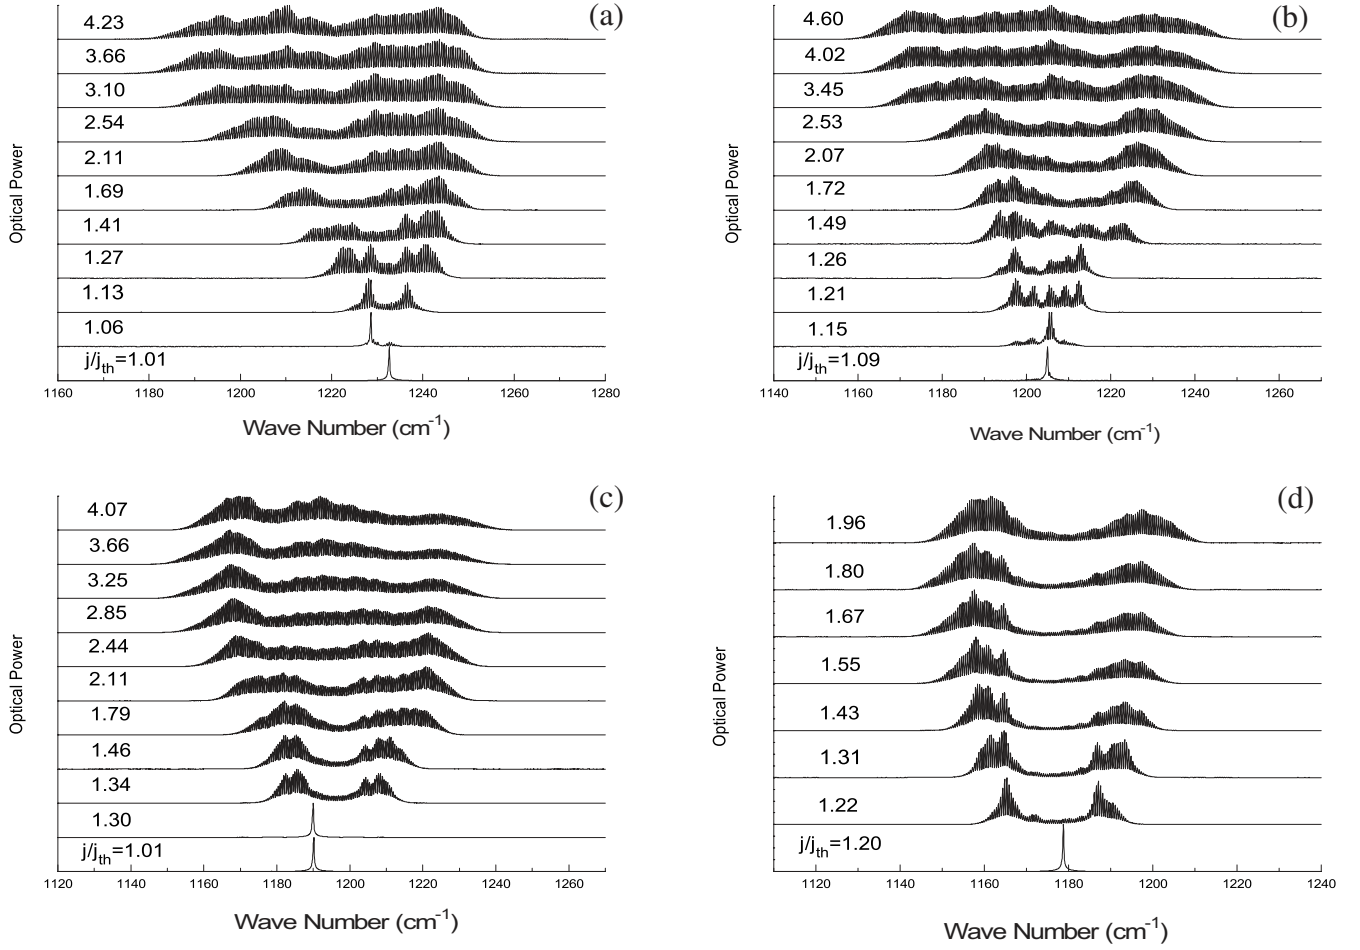 (a)
4.23
3.66
3.10
2.54
2.11
1.69
1.41
1.27
1.13
1.06
j/jth=1.01
Optical Power
1160 1180 1200 1220 1240 1260 1280
Wave Number (cm-1)
(b)
4.60
4.02
3.45
2.53
2.07
1.72
1.49
1.26
1.21
1.15
j/jth=1.09
Optical Power
1140 1160 1180 1200 1220 1240 1260
Wave Number (cm-1)
(c)
4.07
3.66
3.25
2.85
2.44
2.11
1.79
1.46
1.34
1.30
j/jth=1.01
Optical Power
1120 1140 1160 1180 1200 1220 1240 1260
Wave Number (cm-1)
(d)
1.96
1.80
1.67
1.55
1.43
1.31
1.22
j/jth=1.20
Optical Power
1120 1140 1160 1180 1200 1220 1240
Wave Number (cm-1)